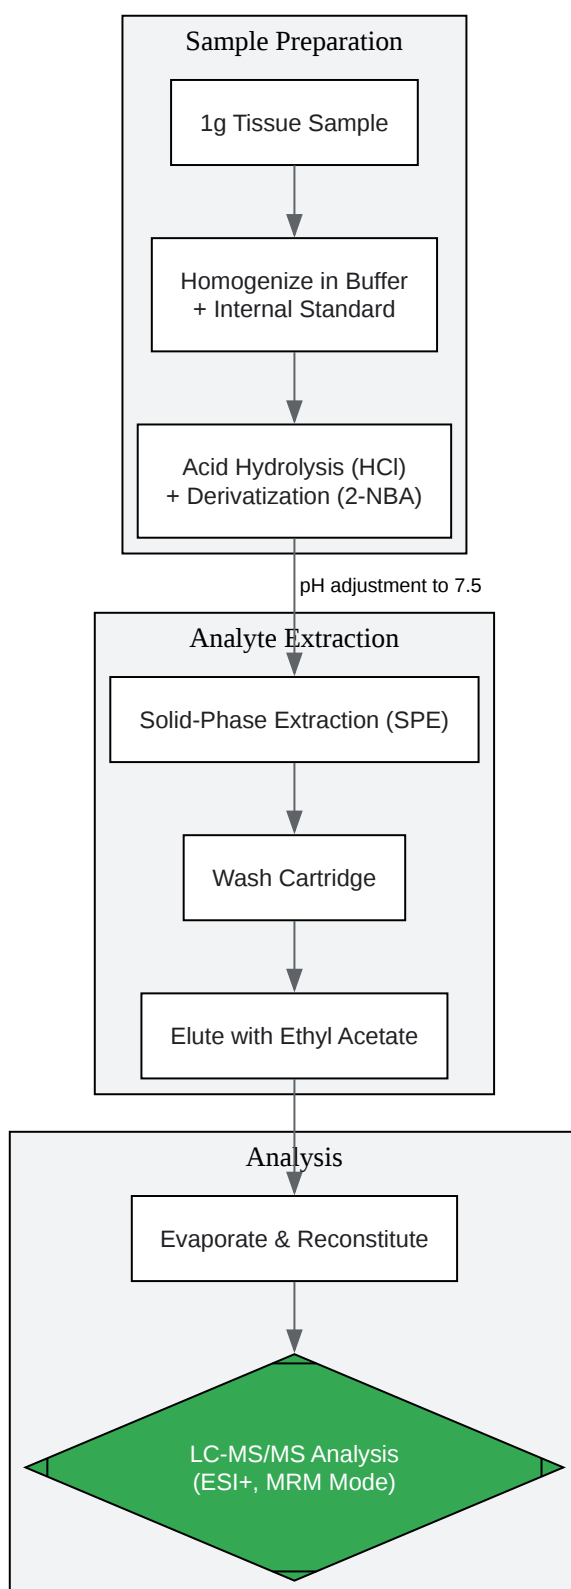 Sample Preparation
1g Tissue Sample
Homogenize in Buffer
+ Internal Standard
Acid Hydrolysis (HCl)
+ Derivatization (2-NBA)
pH adjustment to 7.5
Analyte Extraction
Solid-Phase Extraction (SPE)
Wash Cartridge
Elute with Ethyl Acetate
Analysis
Evaporate & Reconstitute
LC-MS/MS Analysis
(ESI+, MRM Mode)